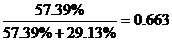 57.39%
57.39% + 29.13%
= 0.663